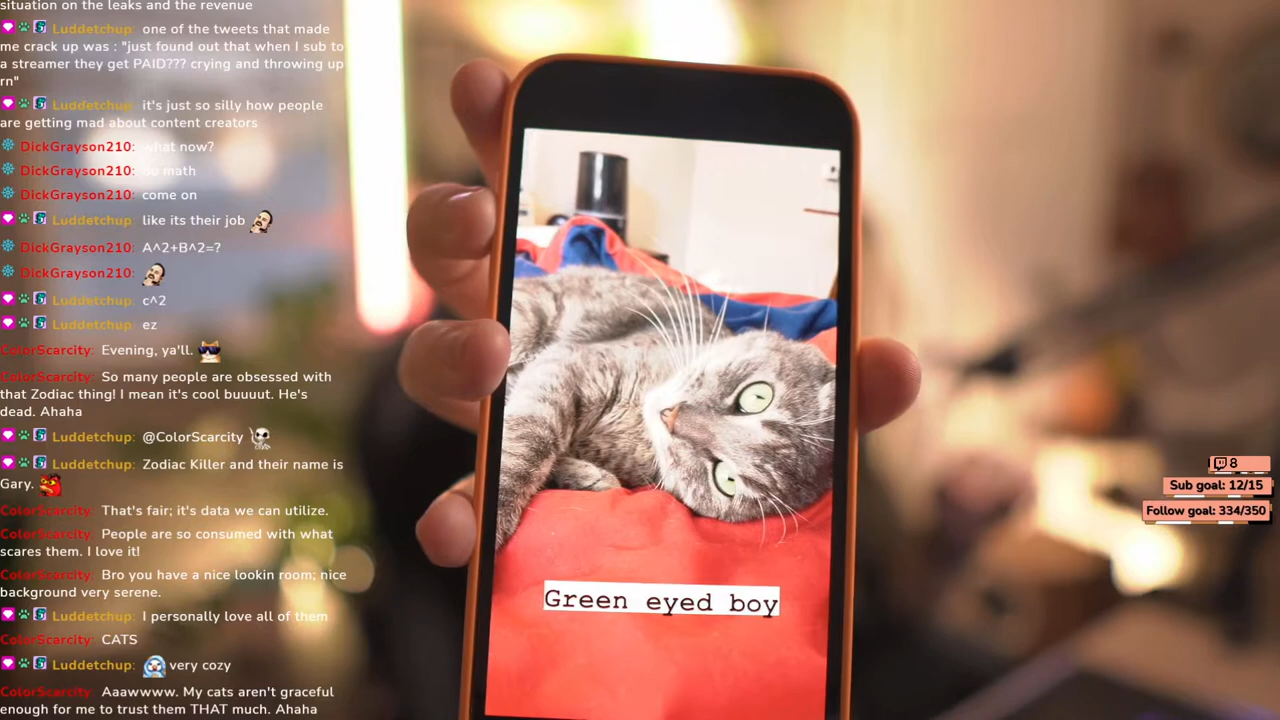 situation on the leaks and the revenue
Luddetchup: one of the tweets that made
me crack up was : "just found out that when I sub to
a streamer they get PAID??? crying and throwing up
rn"
Luddetchup: it's just so silly how people
are getting mad about content creators
DickGrayson210: what now?
DickGrayson210: do math
DickGrayson210: come on
Luddetchup: like its their job
DickGrayson210: A^2+B^2=?
DickGrayson210:
Luddetchup: c^2
Luddetchup: ez
ColorScarcity: Evening, ya'll.
ColorScarcity: So many people are obsessed with
that Zodiac thing! I mean it's cool buuuut. He's
dead. Ahaha
Luddetchup: @ColorScarcity
Luddetchup: Zodiac Killer and their name is
Gary.
ColorScarcity: That's fair; it's data we can utilize.
ColorScarcity: People are so consumed with what
scares them. I love it!
ColorScarcity: Bro you have a nice lookin room; nice
background very serene.
Luddetchup: I personally love all of them
ColorScarcity: CATS
Luddetchup: very cozy
ColorScarcity: Aaawwww. My cats aren't graceful
enough for me to trust them THAT much. Ahaha
Green eyed boy
8
Sub goal: 12/15
Follow goal: 334/350